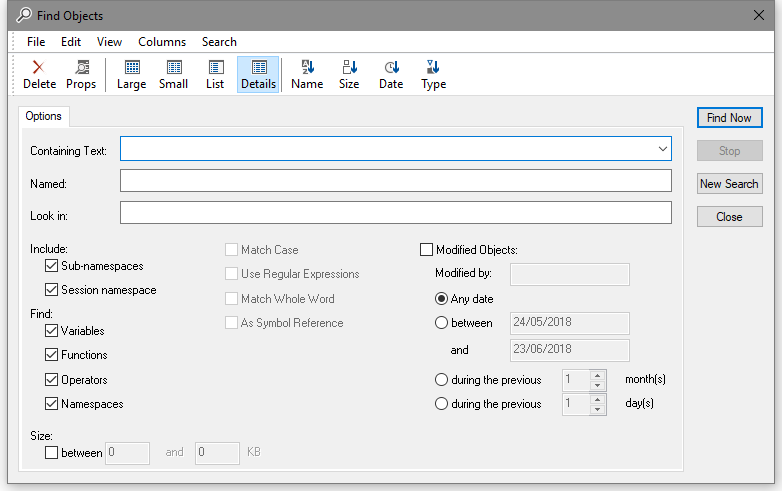 Find Objects
File Edit View Columns Search
Delete Props Large Small List Details Name Size Date Type
Options
Find Now
Containing Text:
Stop
Named:
New Search
Look in:
Close
Include:
Match Case
Modified Objects:
Sub-namespaces
Use Regular Expressions
Modified by:
Session namespace
Match Whole Word
Any date
Find:
As Symbol Reference
between 24/05/2018
Variables
and 23/06/2018
Functions
Operators
during the previous 1 month(s)
Namespaces
during the previous 1 day(s)
Size:
between 0 and 0 KB